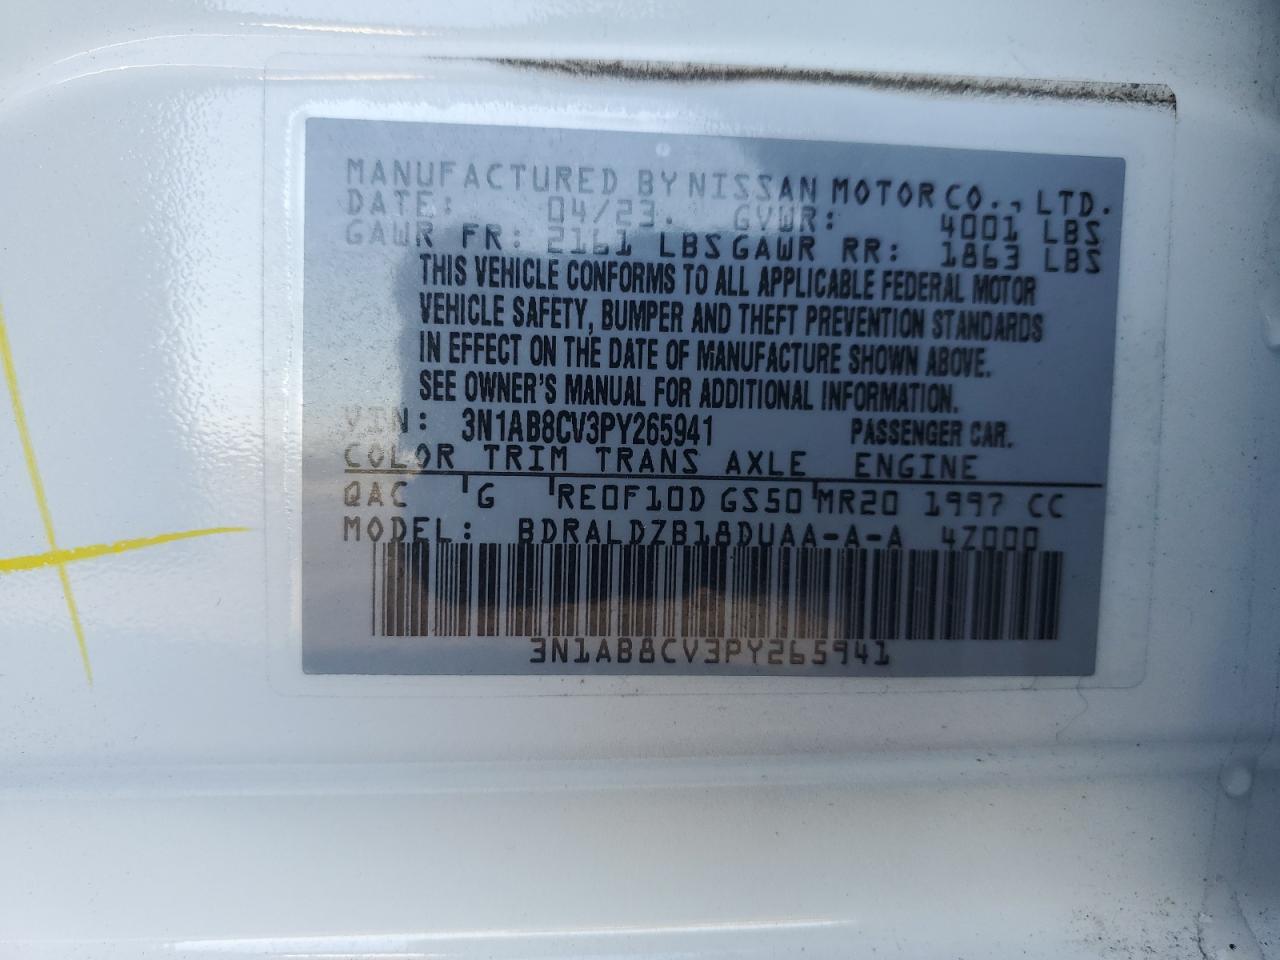 MANUFACTURED BY NISSAN MOTOR CO., LTD.
DATE: 04/23. GVWR: 4001 LBS
GAWR FR: 2161 LBS GAWR RR: 1863 LBS
THIS VEHICLE CONFORMS TO ALL APPLICABLE FEDERAL MOTOR
VEHICLE SAFETY, BUMPER AND THEFT PREVENTION STANDARDS
IN EFFECT ON THE DATE OF MANUFACTURE SHOWN ABOVE.
SEE OWNER'S MANUAL FOR ADDITIONAL INFORMATION.
VIN: 3N1AB8CV3PY265941 PASSENGER CAR.
COLOR TRIM TRANS AXLE ENGINE
QAC G RE0F10D GS50 MR20 1997 CC
MODEL: BDRALDZB18DUAA-A-A 4Z000
3N1AB8CV3PY265941